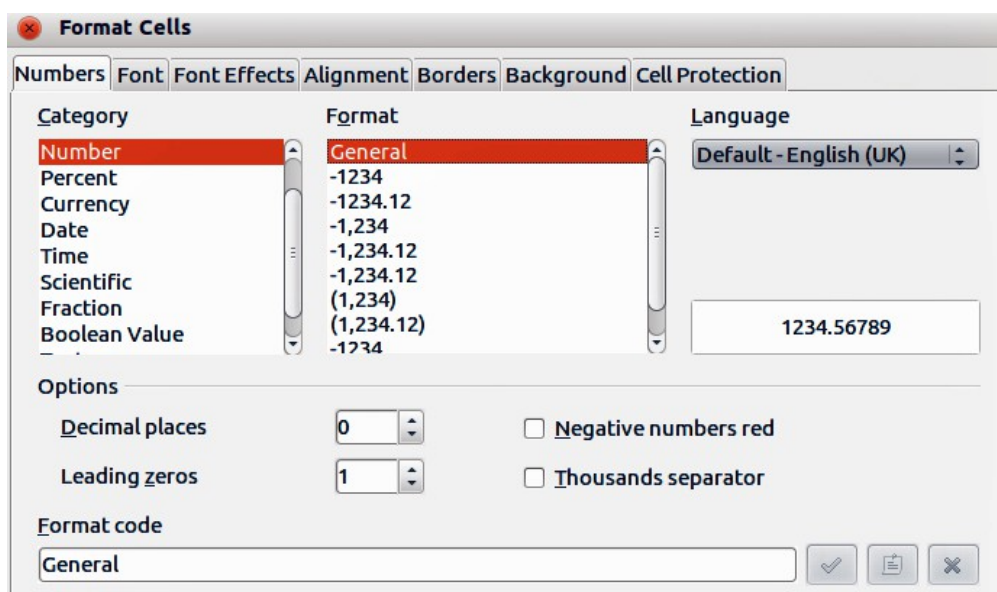 Format Cells
Numbers Font Font Effects Alignment Borders Background Cell Protection
Category
Number
Percent
Currency
Date
Time
Scientific
Fraction
Boolean Value
Format
General
-1234
-1234.12
-1,234
-1,234.12
-1,234.12
(1,234)
(1,234.12)
-1234
Language
Default - English (UK)
1234.56789
Options
Decimal places 0
Negative numbers red
Leading zeros 1
Thousands separator
Format code
General